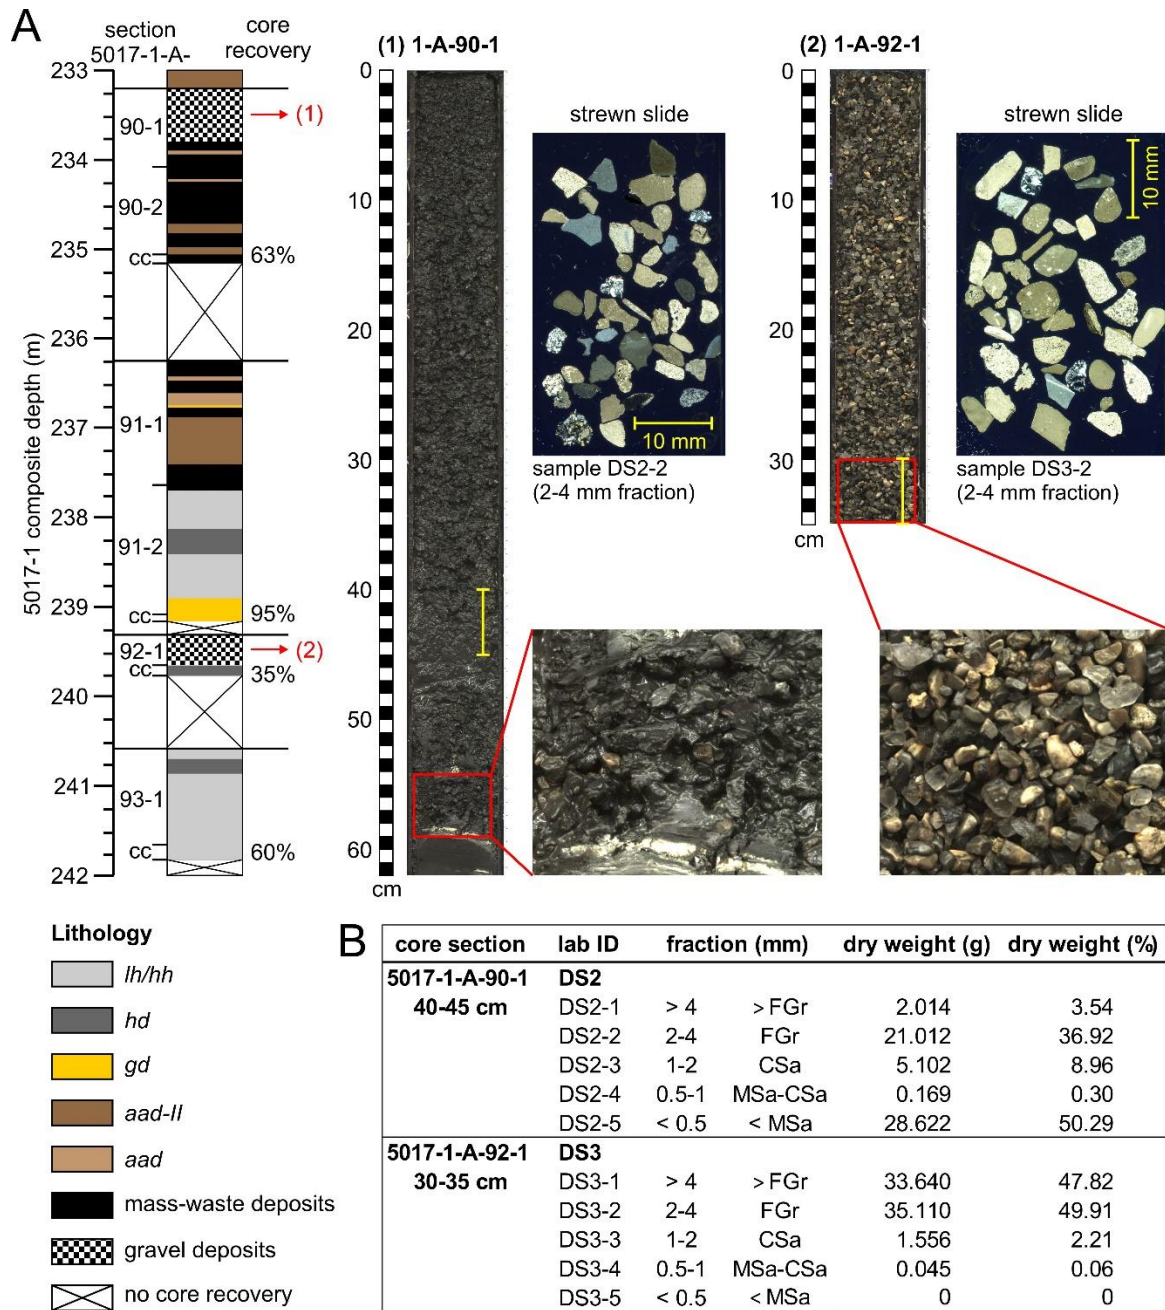 A
section
5017-1-A-
core
recovery
233
234
235
236
237
238
239
240
241
242
5017-1 composite depth (m)
90-1
(1)
90-2
cc
63%
91-1
91-2
cc
95%
92-1
(2)
cc
35%
93-1
cc
60%
(1) 1-A-90-1
0
10
20
30
40
50
60
cm
strewn slide
10 mm
sample DS2-2
(2-4 mm fraction)
(2) 1-A-92-1
0
10
20
30
cm
strewn slide
10 mm
sample DS3-2
(2-4 mm fraction)
Lithology
lh/hh
hd
gd
aad-II
aad
mass-waste deposits
gravel deposits
no core recovery
B
core section lab ID fraction (mm) dry weight (g) dry weight (%)
5017-1-A-90-1 DS2
40-45 cm DS2-1 > 4 > FGr 2.014 3.54
DS2-2 2-4 FGr 21.012 36.92
DS2-3 1-2 CSa 5.102 8.96
DS2-4 0.5-1 MSa-CSa 0.169 0.30
DS2-5 < 0.5 < MSa 28.622 50.29
5017-1-A-92-1 DS3
30-35 cm DS3-1 > 4 > FGr 33.640 47.82
DS3-2 2-4 FGr 35.110 49.91
DS3-3 1-2 CSa 1.556 2.21
DS3-4 0.5-1 MSa-CSa 0.045 0.06
DS3-5 < 0.5 < MSa 0 0